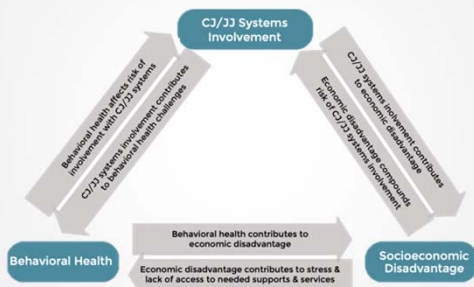 CJ/JJ Systems
Involvement
Behavioral health affects risk of
involvement with CJ/JJ systems
CJ/JJ systems involvement contributes
to behavioral health challenges
CJ/JJ systems involvement contributes
to economic disadvantage
Economic disadvantage compounds
risk of CJ/JJ systems involvement
Behavioral Health
Behavioral health contributes to
economic disadvantage
Economic disadvantage contributes to stress &
lack of access to needed supports & services
Socioeconomic
Disadvantage